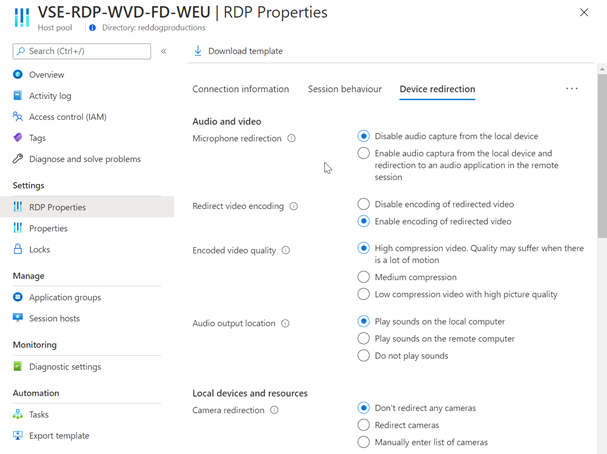 VSE-RDP-WVD-FD-WEU | RDP Properties
Host pool
Directory: reddogproductions
Search (Ctrl+/)
«
Overview
Activity log
Access control (IAM)
Tags
Diagnose and solve problems
Settings
RDP Properties
Properties
Locks
Manage
Application groups
Session hosts
Monitoring
Diagnostic settings
Automation
Tasks
Export template
Download template
Connection information
Session behaviour
Device redirection
...
Audio and video
Microphone redirection
Disable audio capture from the local device
Enable audio captura from the local device and
redirection to an audio application in the remote
session
Redirect video encoding
Disable encoding of redirected video
Enable encoding of redirected video
Encoded video quality
High compression video. Quality may suffer when there
is a lot of motion
Medium compression
Low compression video with high picture quality
Audio output location
Play sounds on the local computer
Play sounds on the remote computer
Do not play sounds
Local devices and resources
Camera redirection
Don't redirect any cameras
Redirect cameras
Manually enter list of cameras